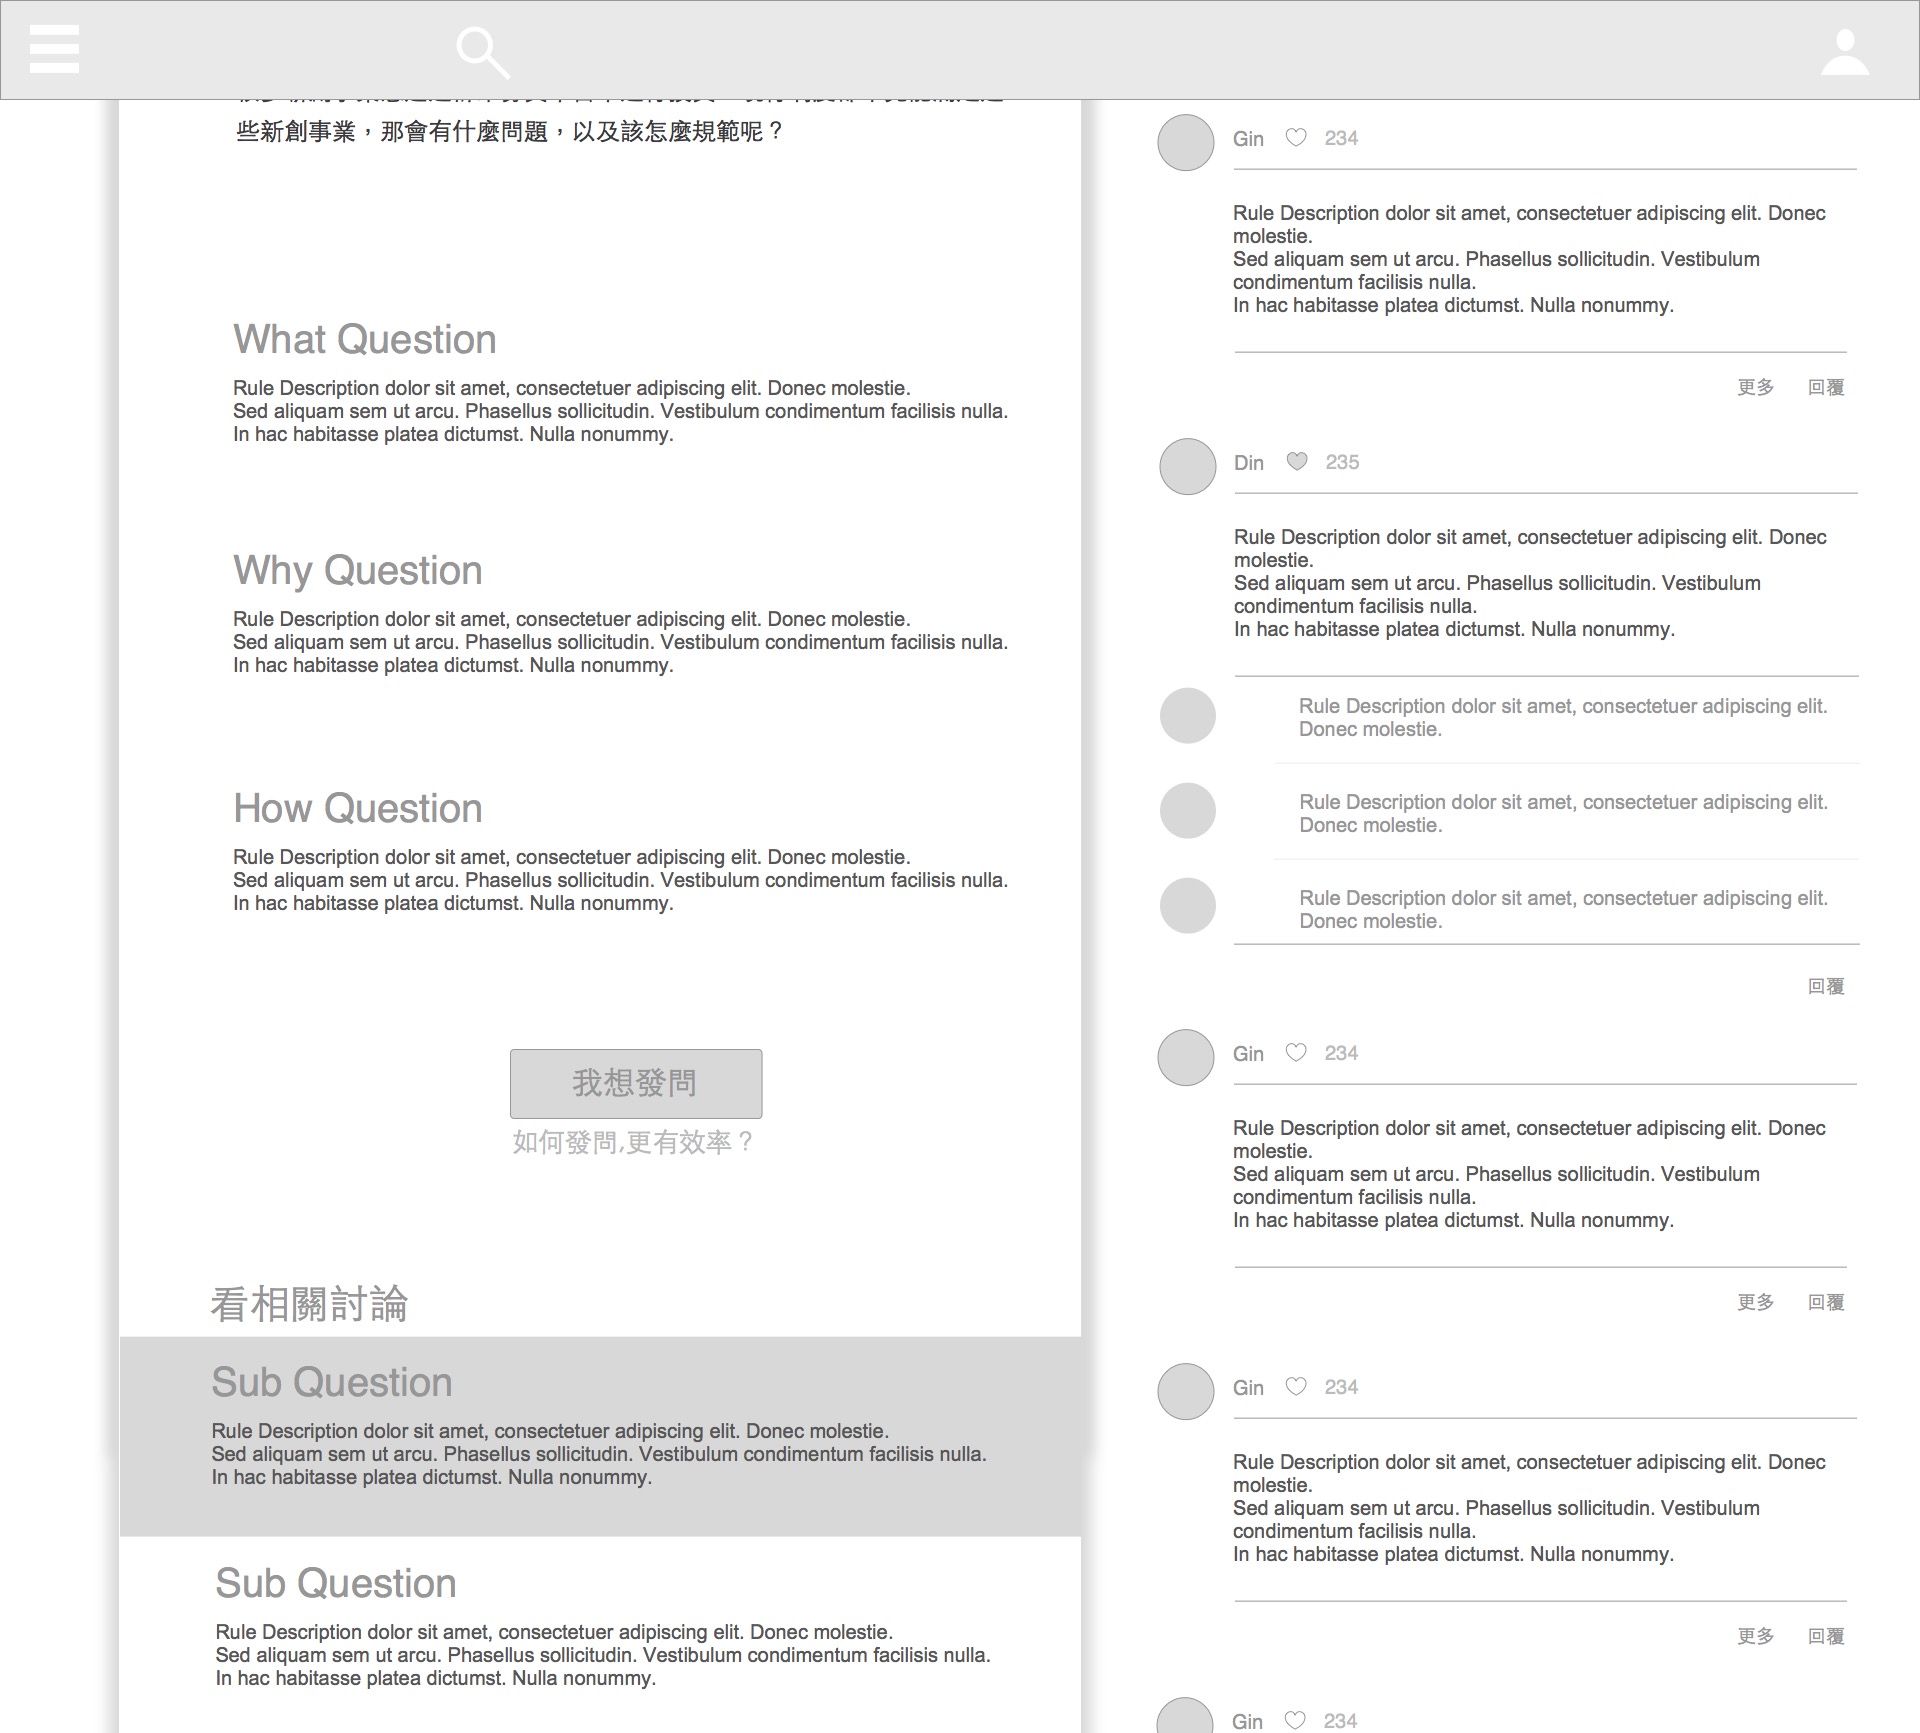 些新創事業，那會有什麼問題，以及該怎麼規範呢？
What Question
Rule Description dolor sit amet, consectetuer adipiscing elit. Donec molestie.
Sed aliquam sem ut arcu. Phasellus sollicitudin. Vestibulum condimentum facilisis nulla.
In hac habitasse platea dictumst. Nulla nonummy.
Why Question
Rule Description dolor sit amet, consectetuer adipiscing elit. Donec molestie.
Sed aliquam sem ut arcu. Phasellus sollicitudin. Vestibulum condimentum facilisis nulla.
In hac habitasse platea dictumst. Nulla nonummy.
How Question
Rule Description dolor sit amet, consectetuer adipiscing elit. Donec molestie.
Sed aliquam sem ut arcu. Phasellus sollicitudin. Vestibulum condimentum facilisis nulla.
In hac habitasse platea dictumst. Nulla nonummy.
我想發問
如何發問,更有效率？
看相關討論
Sub Question
Rule Description dolor sit amet, consectetuer adipiscing elit. Donec molestie.
Sed aliquam sem ut arcu. Phasellus sollicitudin. Vestibulum condimentum facilisis nulla.
In hac habitasse platea dictumst. Nulla nonummy.
Sub Question
Rule Description dolor sit amet, consectetuer adipiscing elit. Donec molestie.
Sed aliquam sem ut arcu. Phasellus sollicitudin. Vestibulum condimentum facilisis nulla.
In hac habitasse platea dictumst. Nulla nonummy.
Gin 234
Rule Description dolor sit amet, consectetuer adipiscing elit. Donec
molestie.
Sed aliquam sem ut arcu. Phasellus sollicitudin. Vestibulum
condimentum facilisis nulla.
In hac habitasse platea dictumst. Nulla nonummy.
更多 回覆
Din 235
Rule Description dolor sit amet, consectetuer adipiscing elit. Donec
molestie.
Sed aliquam sem ut arcu. Phasellus sollicitudin. Vestibulum
condimentum facilisis nulla.
In hac habitasse platea dictumst. Nulla nonummy.
Rule Description dolor sit amet, consectetuer adipiscing elit.
Donec molestie.
Rule Description dolor sit amet, consectetuer adipiscing elit.
Donec molestie.
Rule Description dolor sit amet, consectetuer adipiscing elit.
Donec molestie.
回覆
Gin 234
Rule Description dolor sit amet, consectetuer adipiscing elit. Donec
molestie.
Sed aliquam sem ut arcu. Phasellus sollicitudin. Vestibulum
condimentum facilisis nulla.
In hac habitasse platea dictumst. Nulla nonummy.
更多 回覆
Gin 234
Rule Description dolor sit amet, consectetuer adipiscing elit. Donec
molestie.
Sed aliquam sem ut arcu. Phasellus sollicitudin. Vestibulum
condimentum facilisis nulla.
In hac habitasse platea dictumst. Nulla nonummy.
更多 回覆
Gin 234